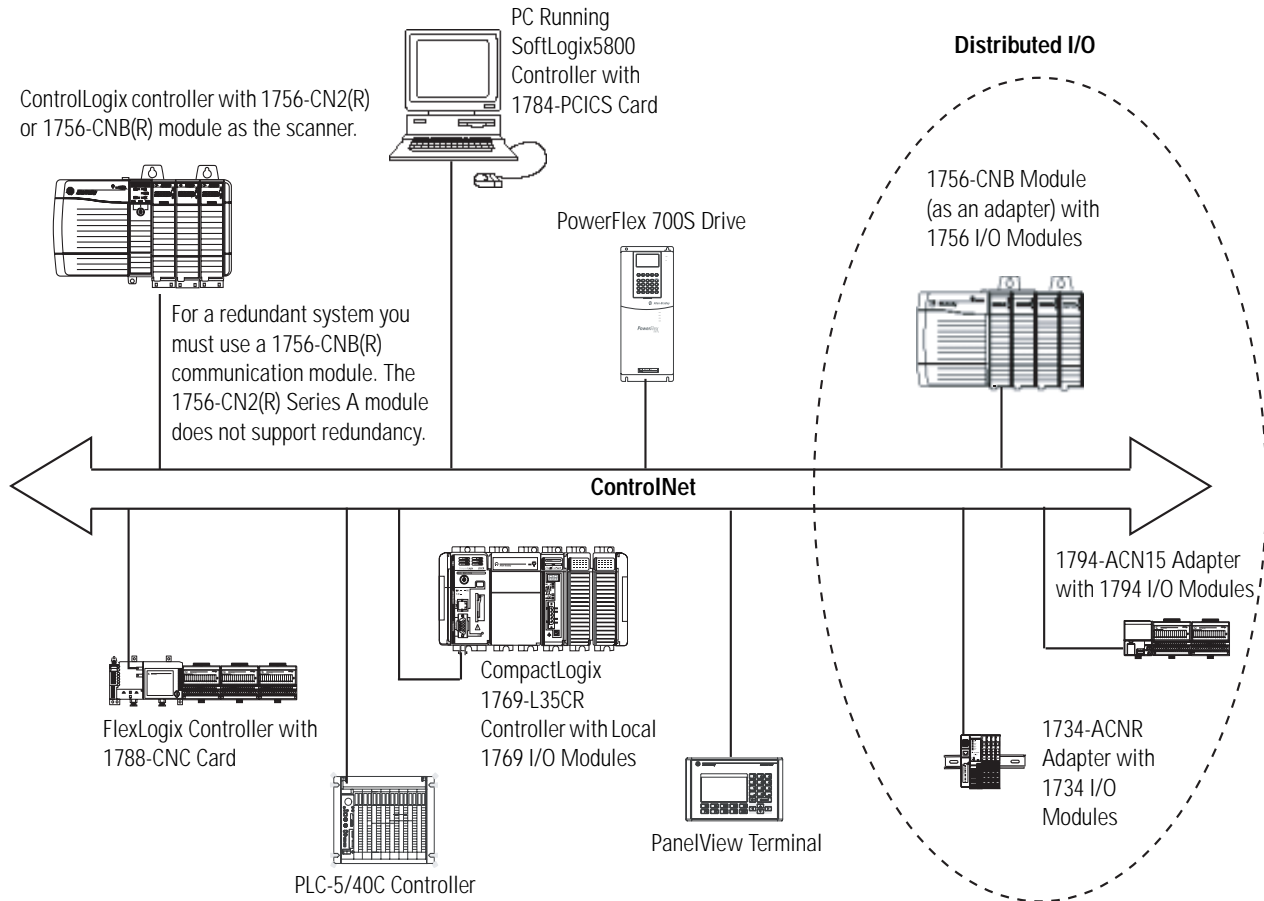 PC Running
SoftLogix5800
Controller with
1784-PCICS Card
Distributed I/O
ControlLogix controller with 1756-CN2(R)
or 1756-CNB(R) module as the scanner.
1756-CNB Module
(as an adapter) with
1756 I/O Modules
PowerFlex 700S Drive
For a redundant system you
must use a 1756-CNB(R)
communication module. The
1756-CN2(R) Series A module
does not support redundancy.
ControlNet
1794-ACN15 Adapter
with 1794 I/O Modules
CompactLogix
1769-L35CR
Controller with Local
1769 I/O Modules
FlexLogix Controller with
1788-CNC Card
1734-ACNR
Adapter with
1734 I/O
Modules
PanelView Terminal
PLC-5/40C Controller